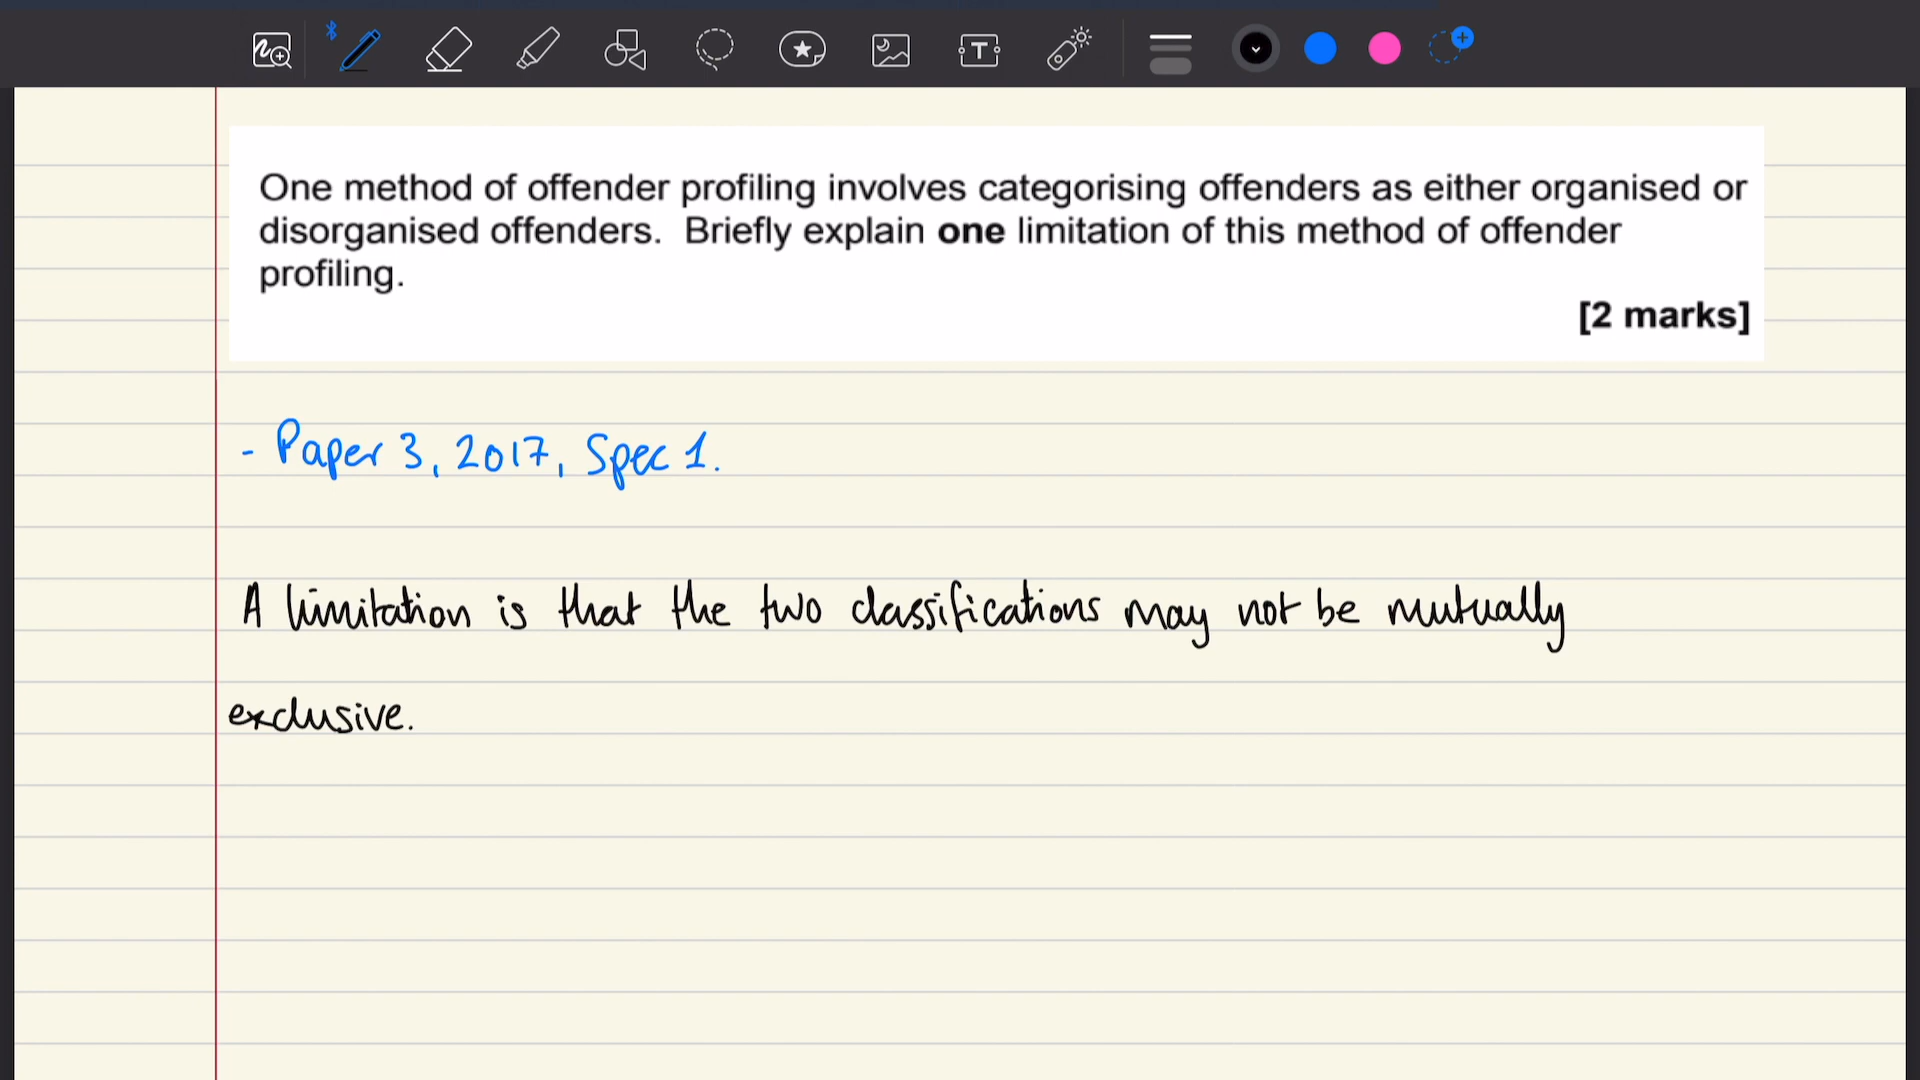 One method of offender profiling involves categorising offenders as either organised or
disorganised offenders. Briefly explain one limitation of this method of offender
profiling.
[2 marks]
- Paper 3, 2017, Spec 1.
A limitation is that the two classifications may not be mutually
exclusive.